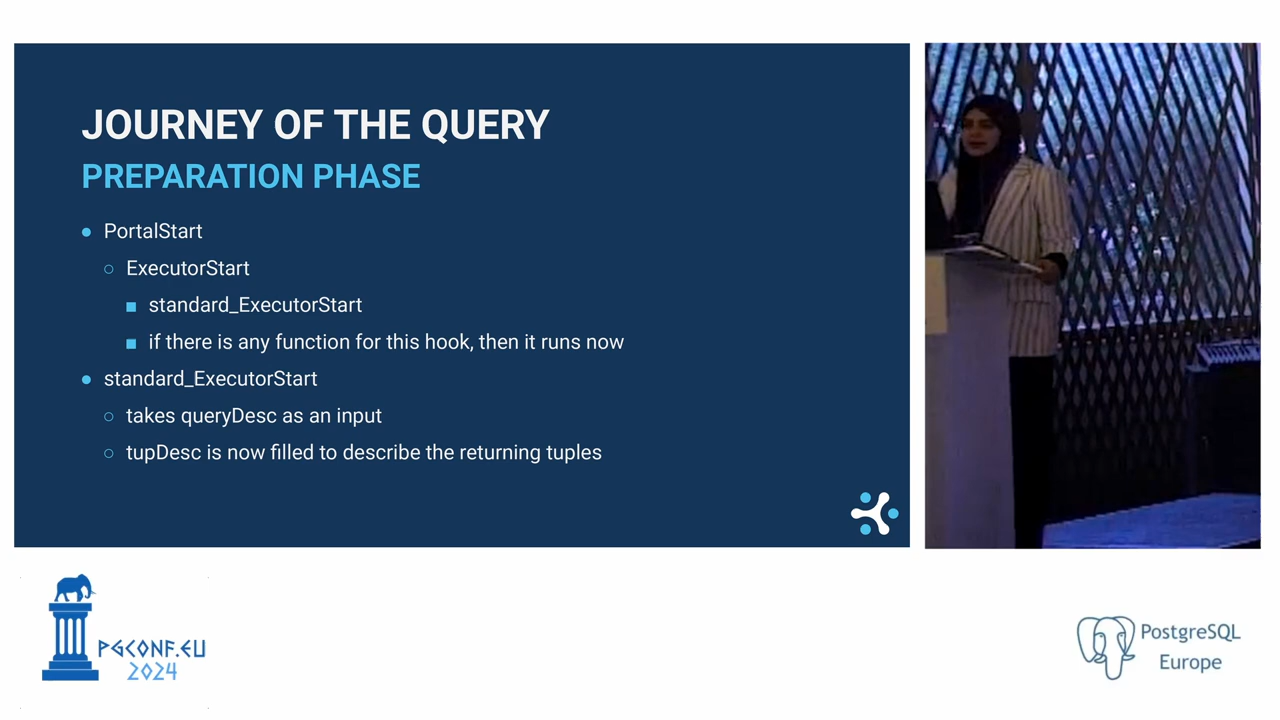 JOURNEY OF THE QUERY
PREPARATION PHASE
PortalStart
ExecutorStart
standard_ExecutorStart
if there is any function for this hook, then it runs now
standard_ExecutorStart
takes queryDesc as an input
tupDesc is now filled to describe the returning tuples
PGCONF.EU
2024
PostgreSQL
Europe